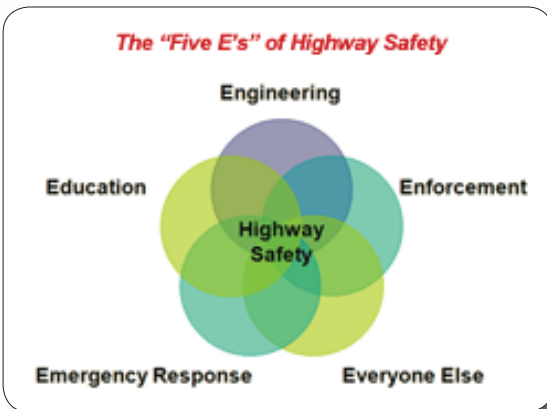 The “Five E’s” of Highway Safety
Engineering
Education
Enforcement
Highway
Safety
Emergency Response
Everyone Else